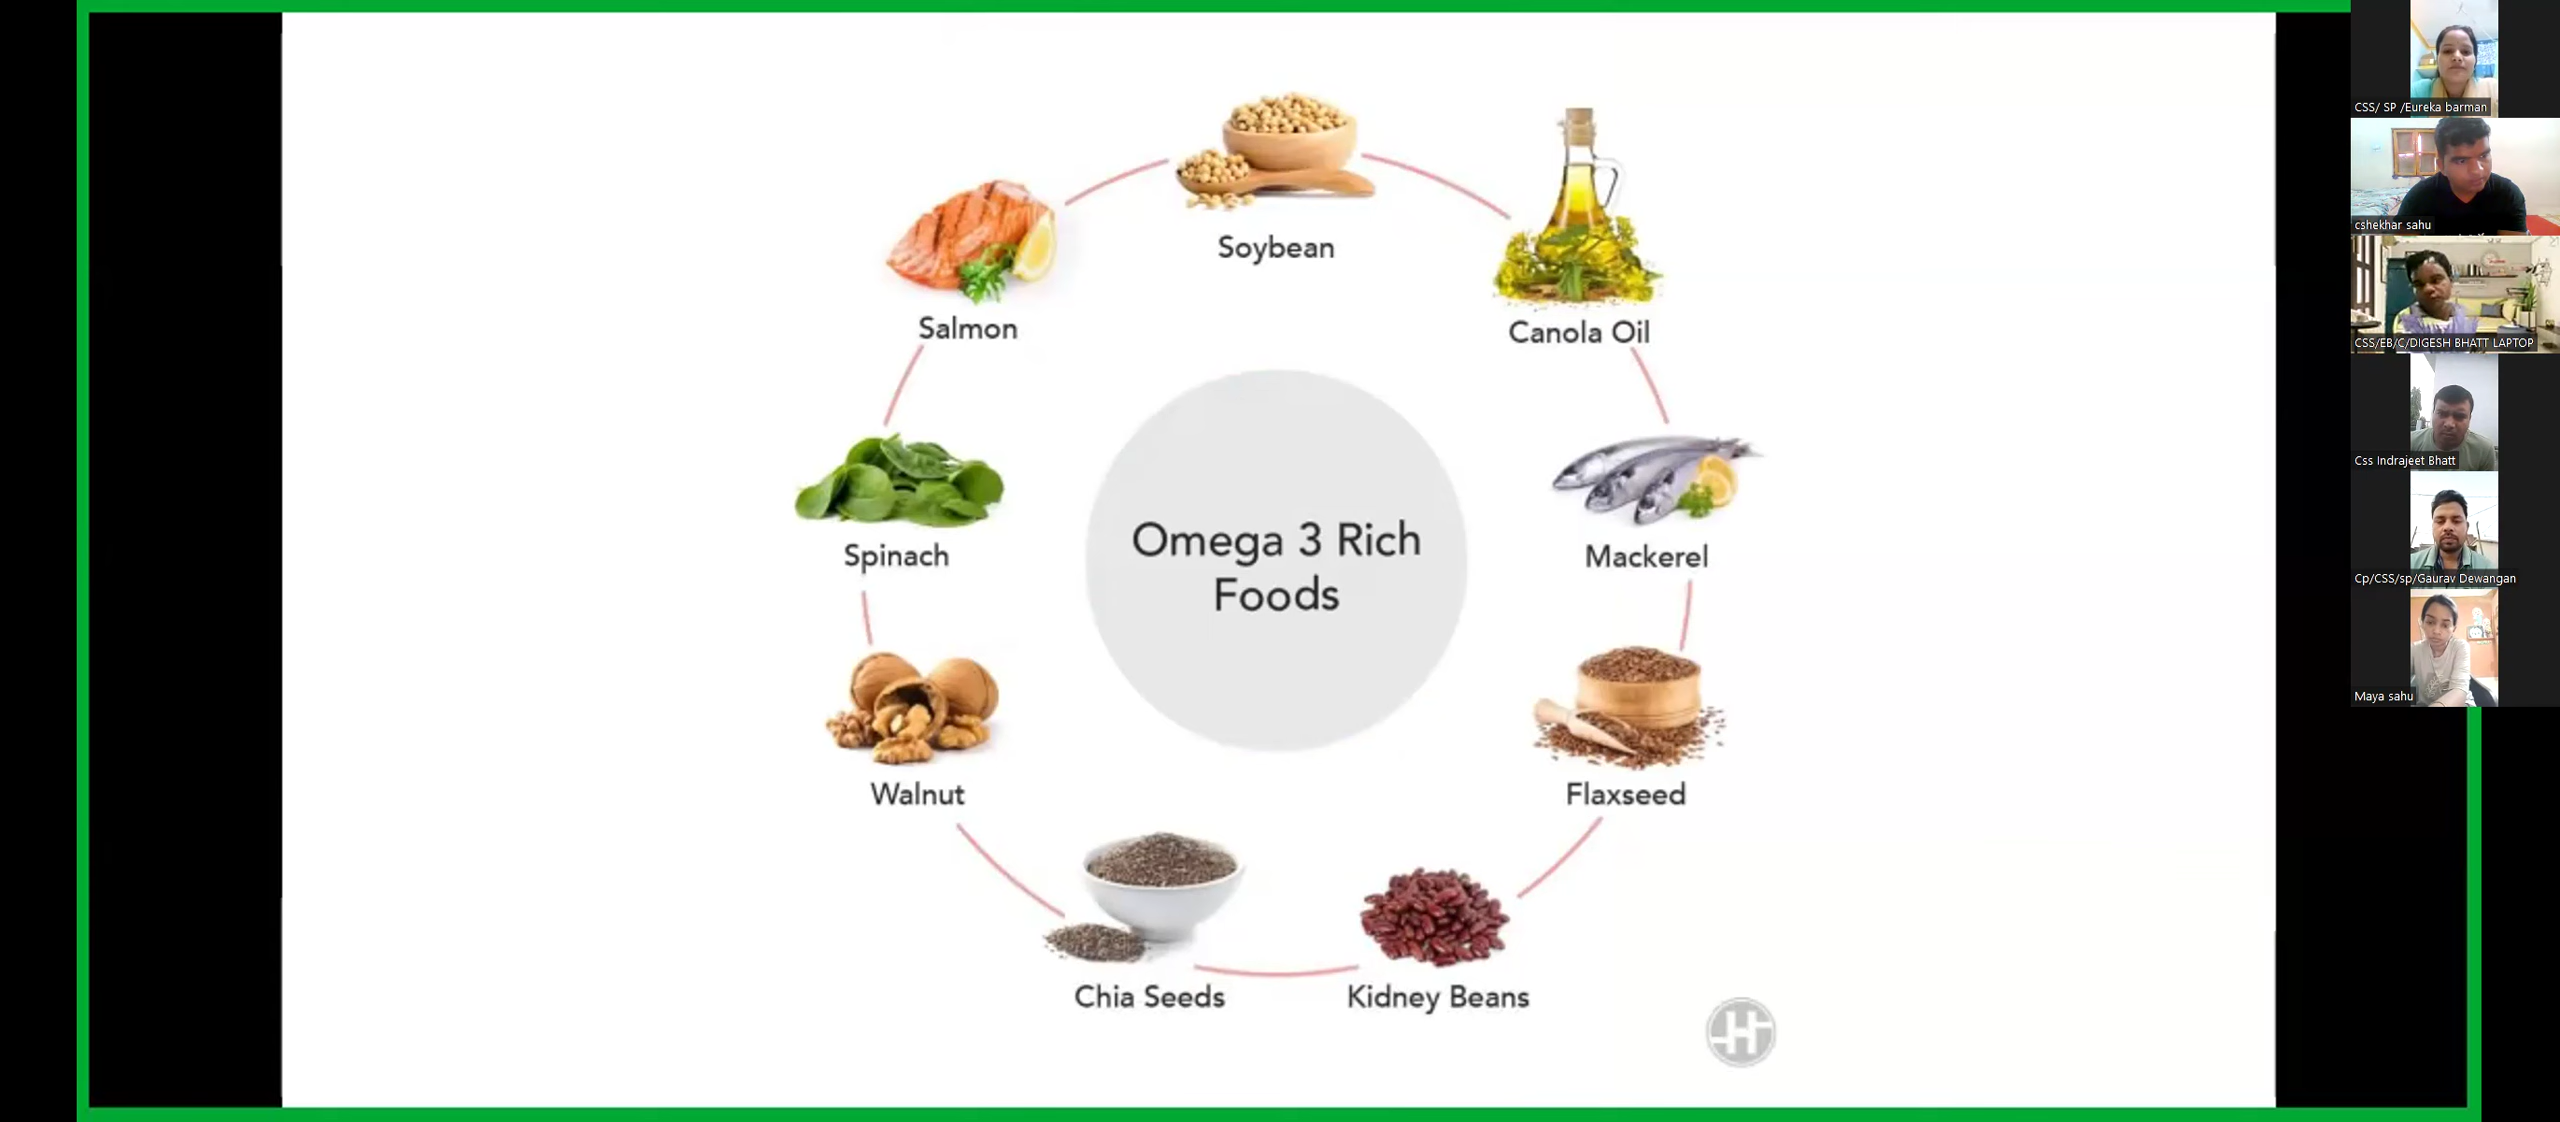 Soybean
Canola Oil
Salmon
Mackerel
Spinach
Omega 3 Rich
Foods
Flaxseed
Walnut
Kidney Beans
Chia Seeds
H
CSS/ SP /Eureka barman
cshekhar sahu
CSS/EB/C/DIGESH BHATT LAPTOP
Css Indrajeet Bhatt
Cp/CSS/sp/Gaurav Dewangan
Maya sahu